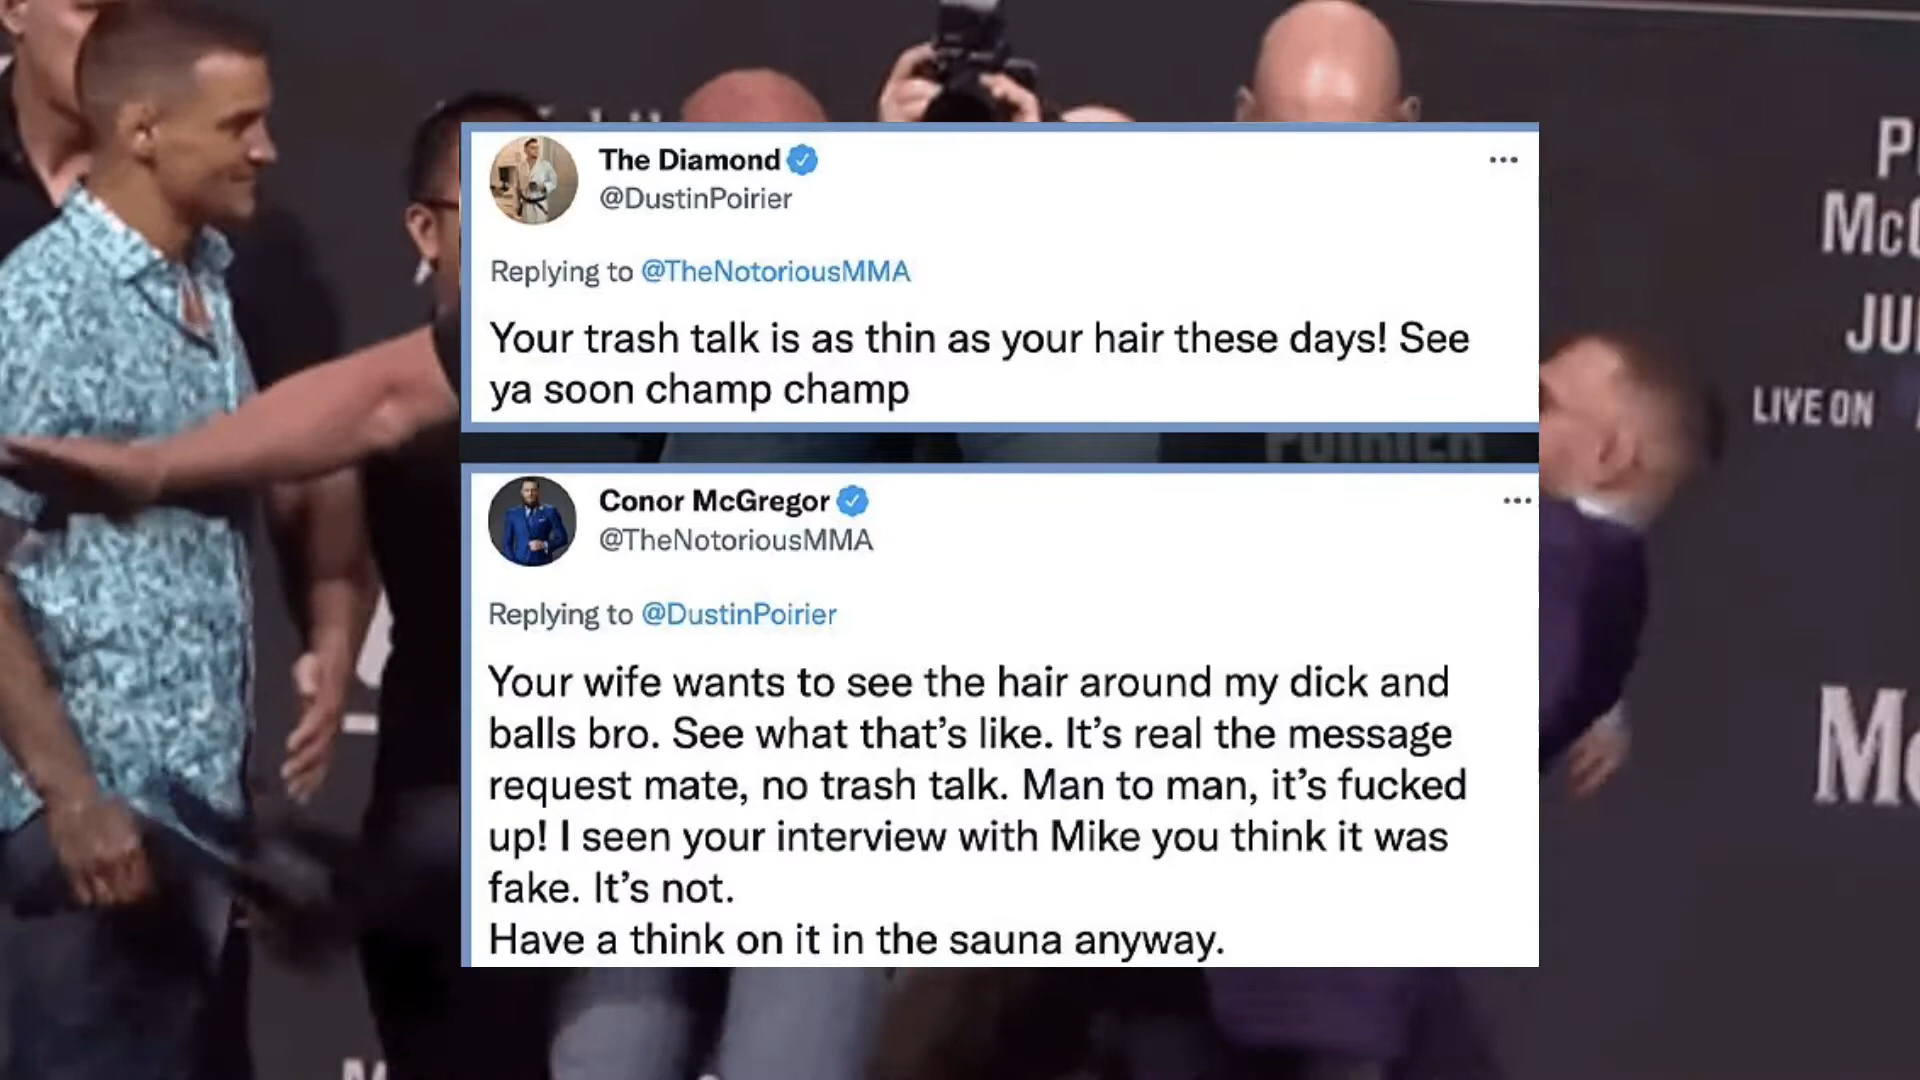 The Diamond
@DustinPoirier
Replying to @TheNotoriousMMA
Your trash talk is as thin as your hair these days! See
ya soon champ champ
POIRIER
Conor McGregor
@TheNotoriousMMA
Replying to @DustinPoirier
Your wife wants to see the hair around my dick and
balls bro. See what that’s like. It’s real the message
request mate, no trash talk. Man to man, it’s fucked
up! I seen your interview with Mike you think it was
fake. It’s not.
Have a think on it in the sauna anyway.
P
McG
JU
LIVE ON
Mc